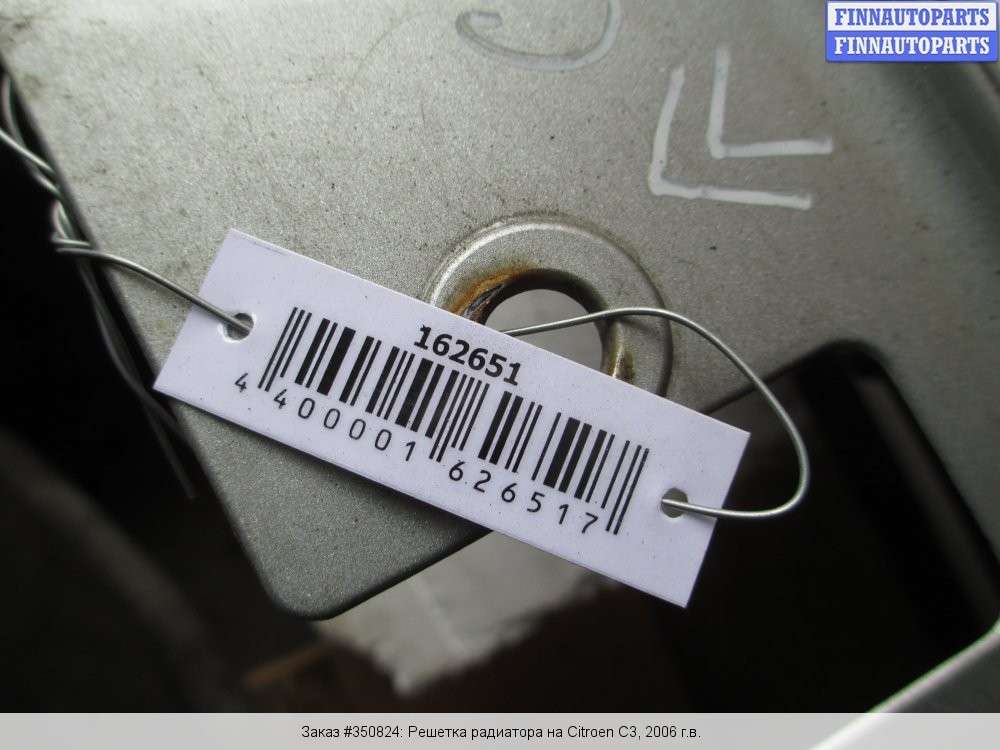 FINNAUTOPARTS
FINNAUTOPARTS
162651
4 400001 626517
Заказ #350824: Решетка радиатора на Citroen C3, 2006 г.в.